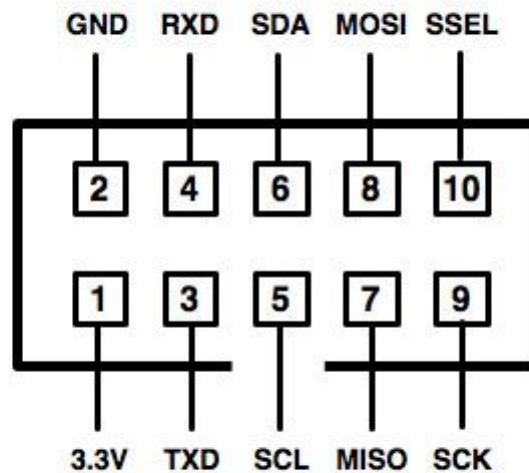 GND RXD SDA MOSI SSEL
2 4 6 8 10
1 3 5 7 9
3.3V TXD SCL MISO SCK